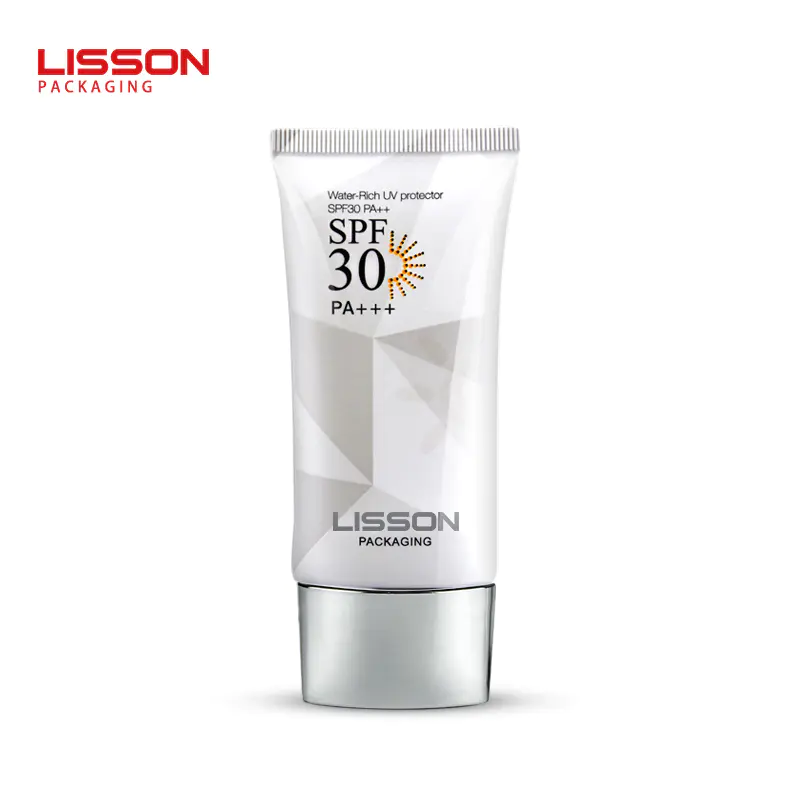 LISSON
PACKAGING
Water-Rich UV protector
SPF30 PA++
SPF
30
PA+++
LISSON
PACKAGING